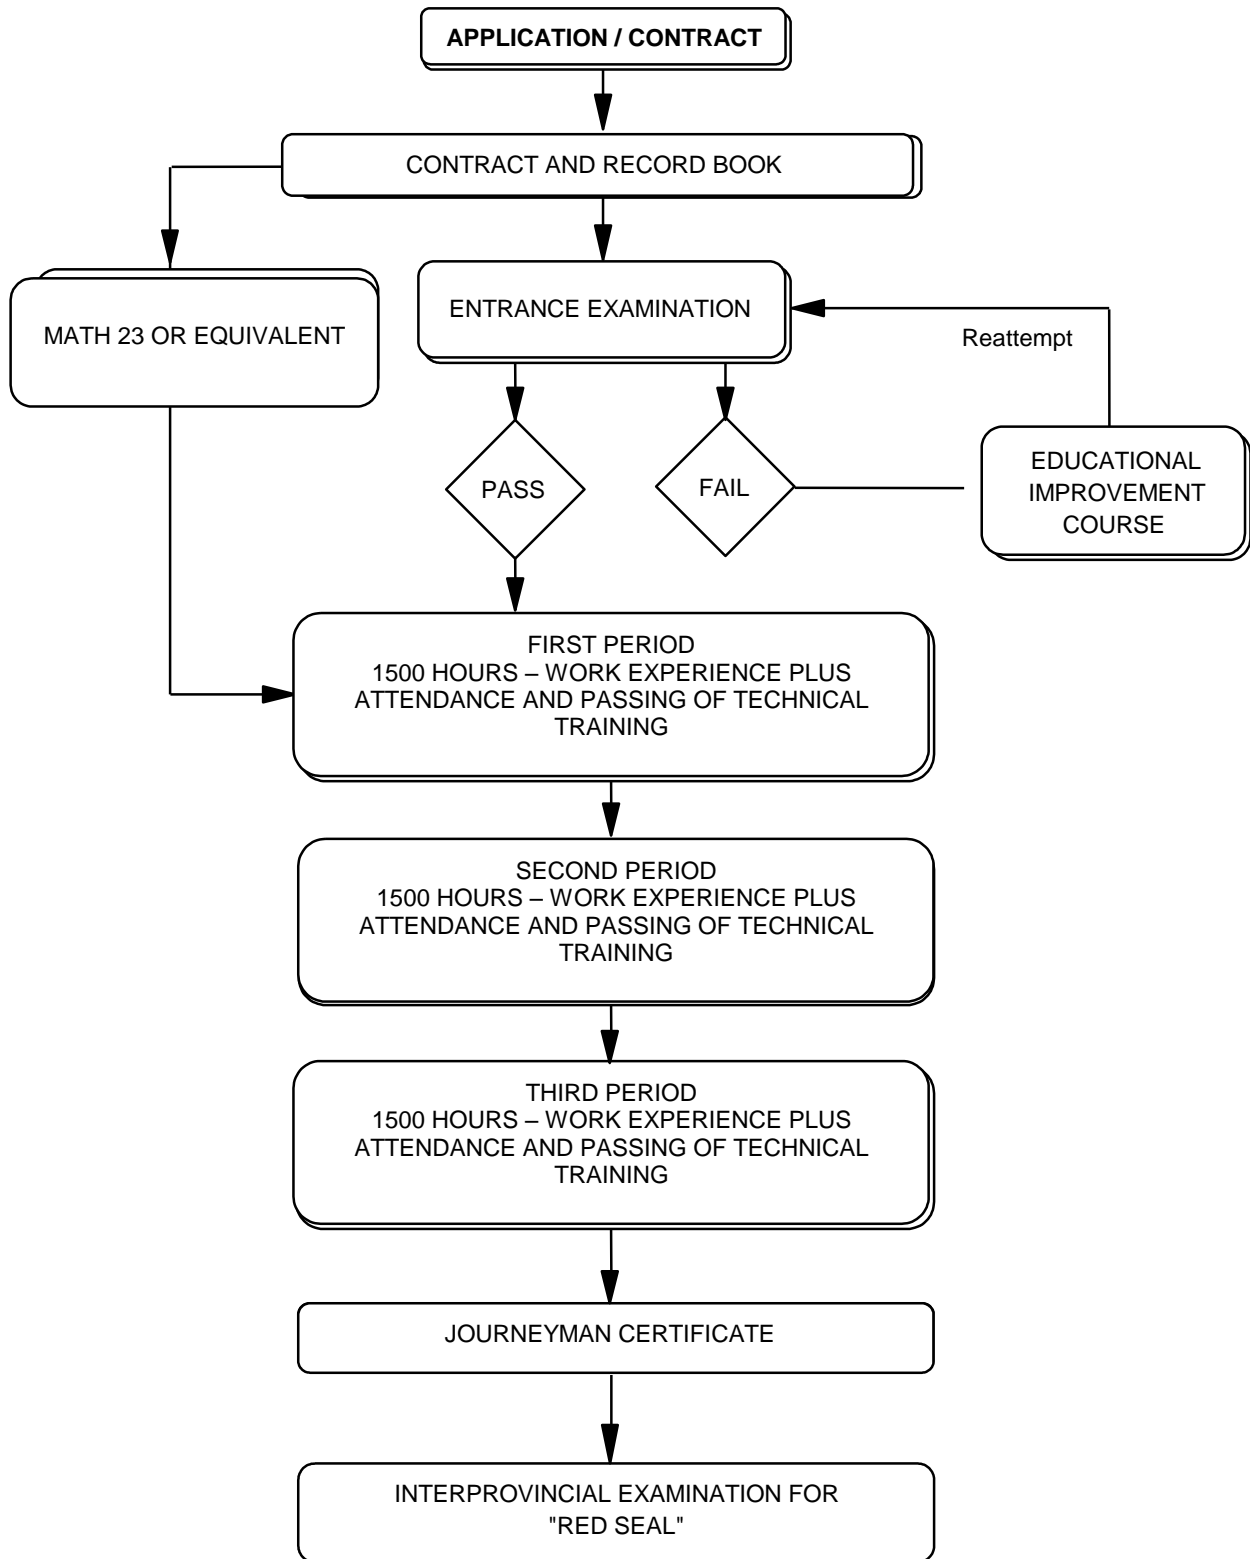 APPLICATION / CONTRACT
CONTRACT AND RECORD BOOK
MATH 23 OR EQUIVALENT
ENTRANCE EXAMINATION
Reattempt
PASS
FAIL
EDUCATIONAL
IMPROVEMENT
COURSE
FIRST PERIOD
1500 HOURS – WORK EXPERIENCE PLUS
ATTENDANCE AND PASSING OF TECHNICAL
TRAINING
SECOND PERIOD
1500 HOURS – WORK EXPERIENCE PLUS
ATTENDANCE AND PASSING OF TECHNICAL
TRAINING
THIRD PERIOD
1500 HOURS – WORK EXPERIENCE PLUS
ATTENDANCE AND PASSING OF TECHNICAL
TRAINING
JOURNEYMAN CERTIFICATE
INTERPROVINCIAL EXAMINATION FOR
"RED SEAL"